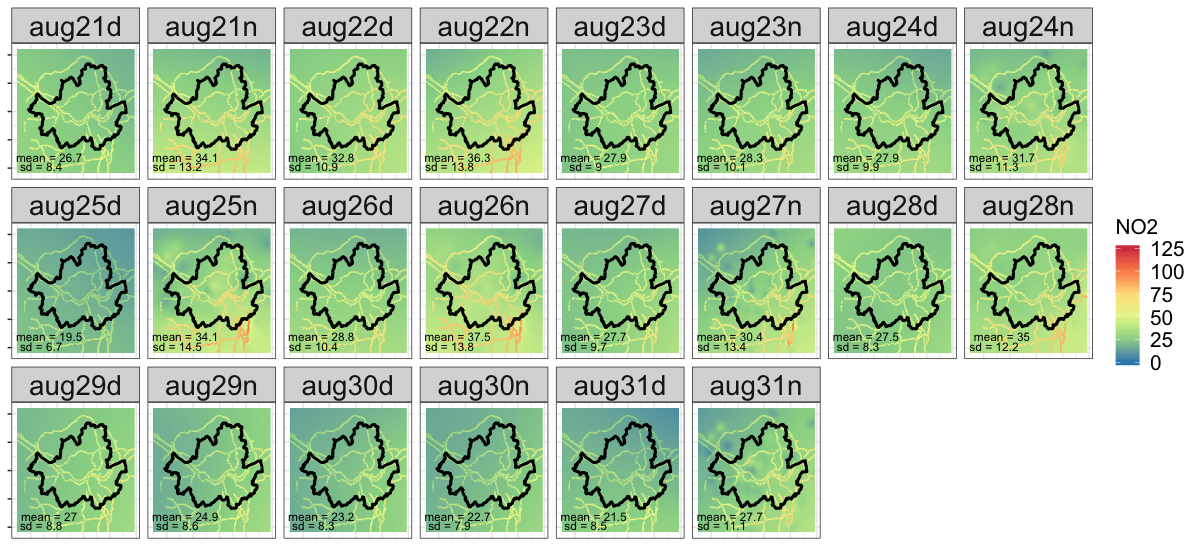 aug21d
mean = 26.7
sd = 8.4
aug21n
mean = 34.1
sd = 13.2
aug22d
mean = 32.8
sd = 10.9
aug22n
mean = 36.3
sd = 13.8
aug23d
mean = 27.9
sd = 9
aug23n
mean = 28.3
sd = 10.1
aug24d
mean = 27.9
sd = 9.9
aug24n
mean = 31.7
sd = 11.3
aug25d
mean = 19.5
sd = 6.7
aug25n
mean = 34.1
sd = 14.5
aug26d
mean = 28.8
sd = 10.4
aug26n
mean = 37.5
sd = 13.8
aug27d
mean = 27.7
sd = 9.7
aug27n
mean = 30.4
sd = 13.4
aug28d
mean = 27.5
sd = 8.3
aug28n
mean = 35
sd = 12.2
aug29d
mean = 27
sd = 8.8
aug29n
mean = 24.9
sd = 8.6
aug30d
mean = 23.2
sd = 8.3
aug30n
mean = 22.7
sd = 7.9
aug31d
mean = 21.5
sd = 8.5
aug31n
mean = 27.7
sd = 11.1
NO2
125
100
75
50
25
0